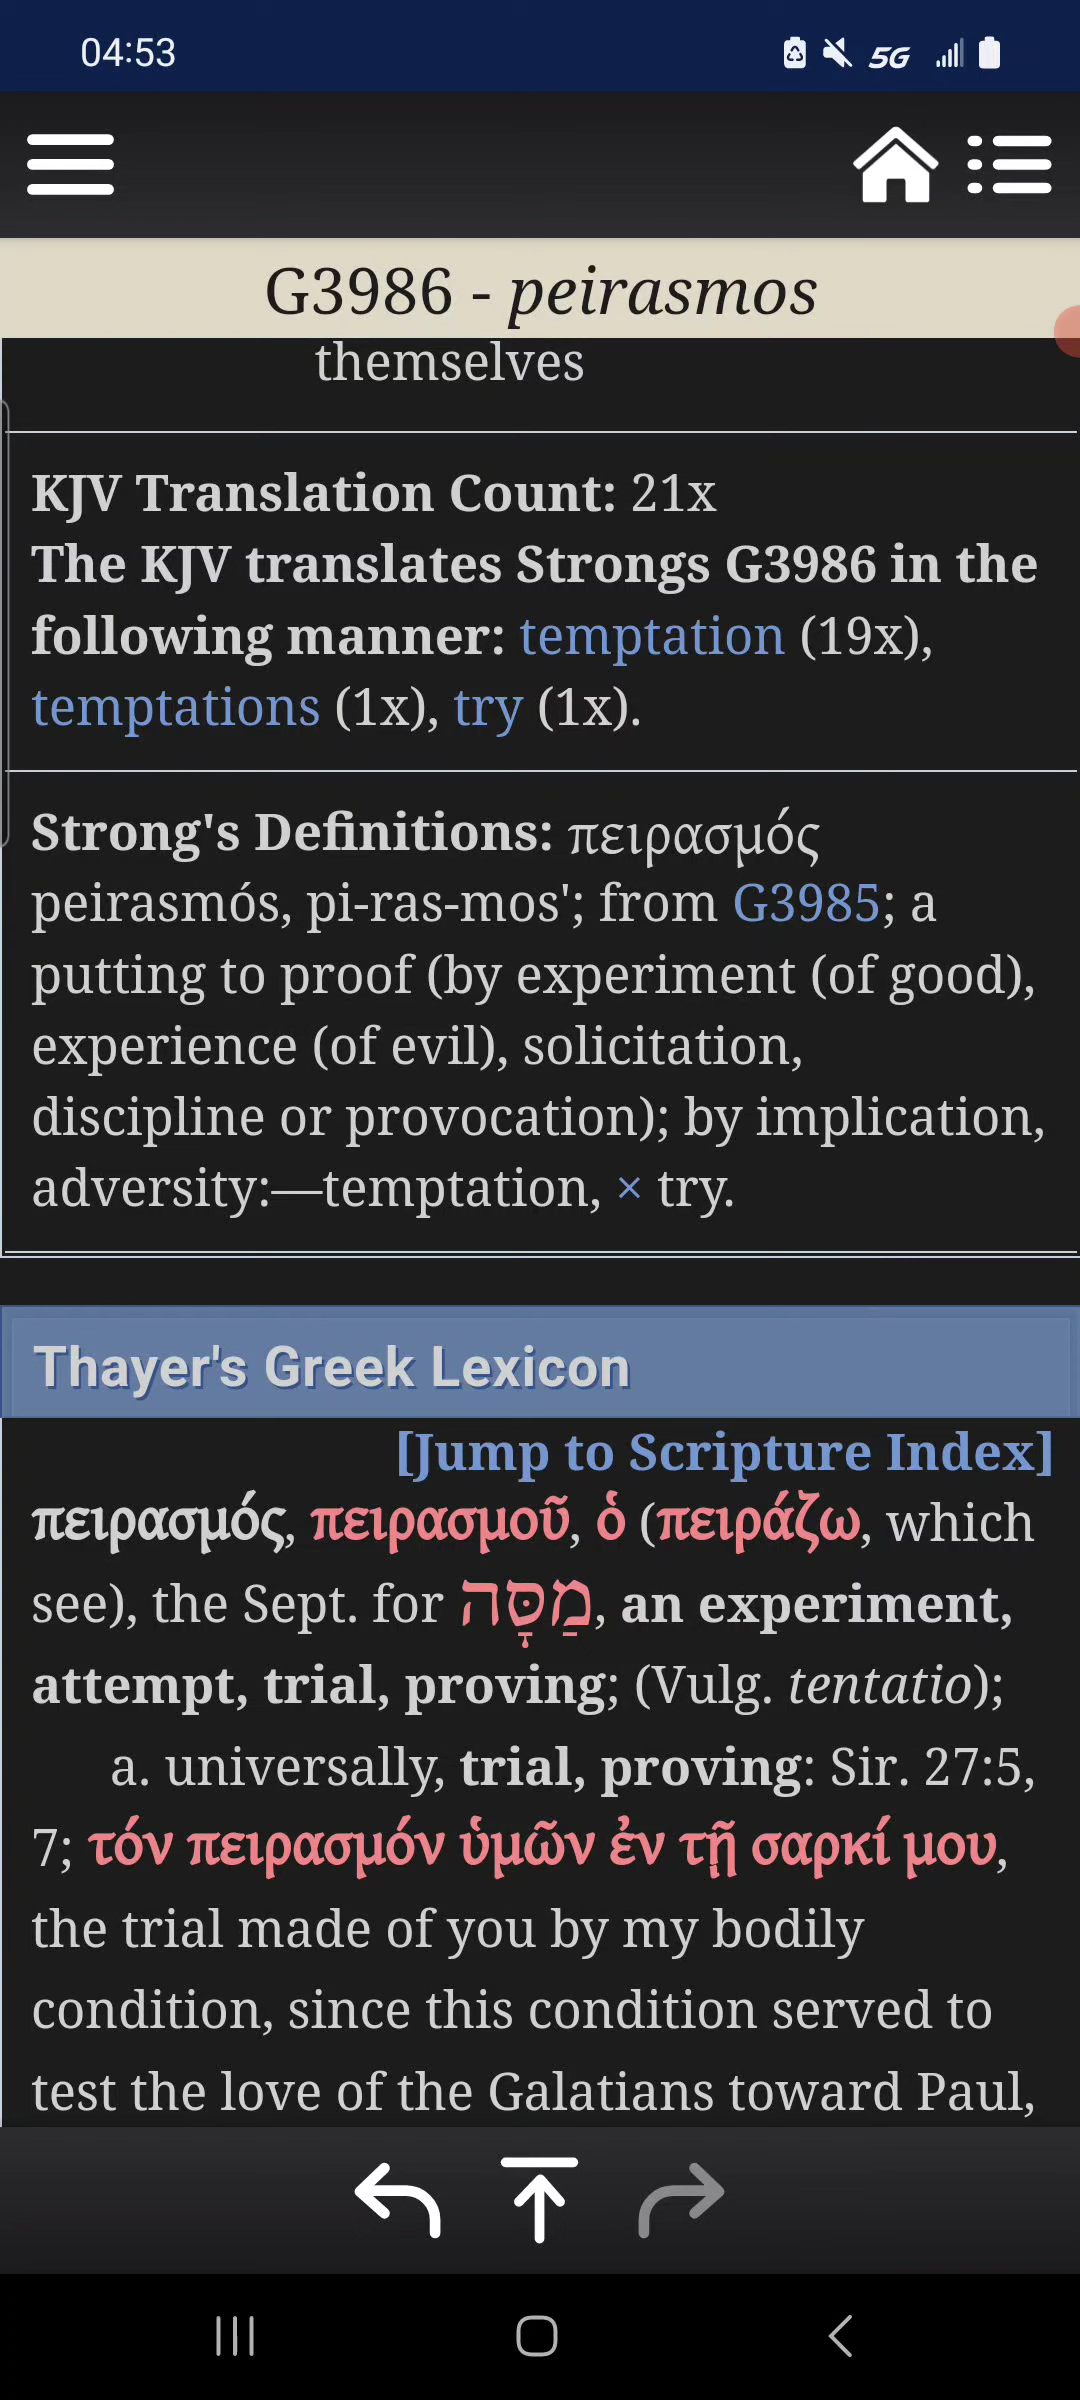 04:53
5G
G3986 - peirasmos
themselves
KJV Translation Count: 21x
The KJV translates Strongs G3986 in the
following manner: temptation (19x),
temptations (1x), try (1x).
Strong's Definitions: πειρασμός
peirasmós, pi-ras-mos'; from G3985; a
putting to proof (by experiment (of good),
experience (of evil), solicitation,
discipline or provocation); by implication,
adversity:—temptation, × try.
Thayer's Greek Lexicon
[Jump to Scripture Index]
πειρασμός, πειρασμοῦ, ὁ (πειράζω, which
see), the Sept. for מַסָּה, an experiment,
attempt, trial, proving; (Vulg. tentatio);
a. universally, trial, proving: Sir. 27:5,
7; τόν πειρασμόν ὑμῶν ἐν τῇ σαρκί μου,
the trial made of you by my bodily
condition, since this condition served to
test the love of the Galatians toward Paul,